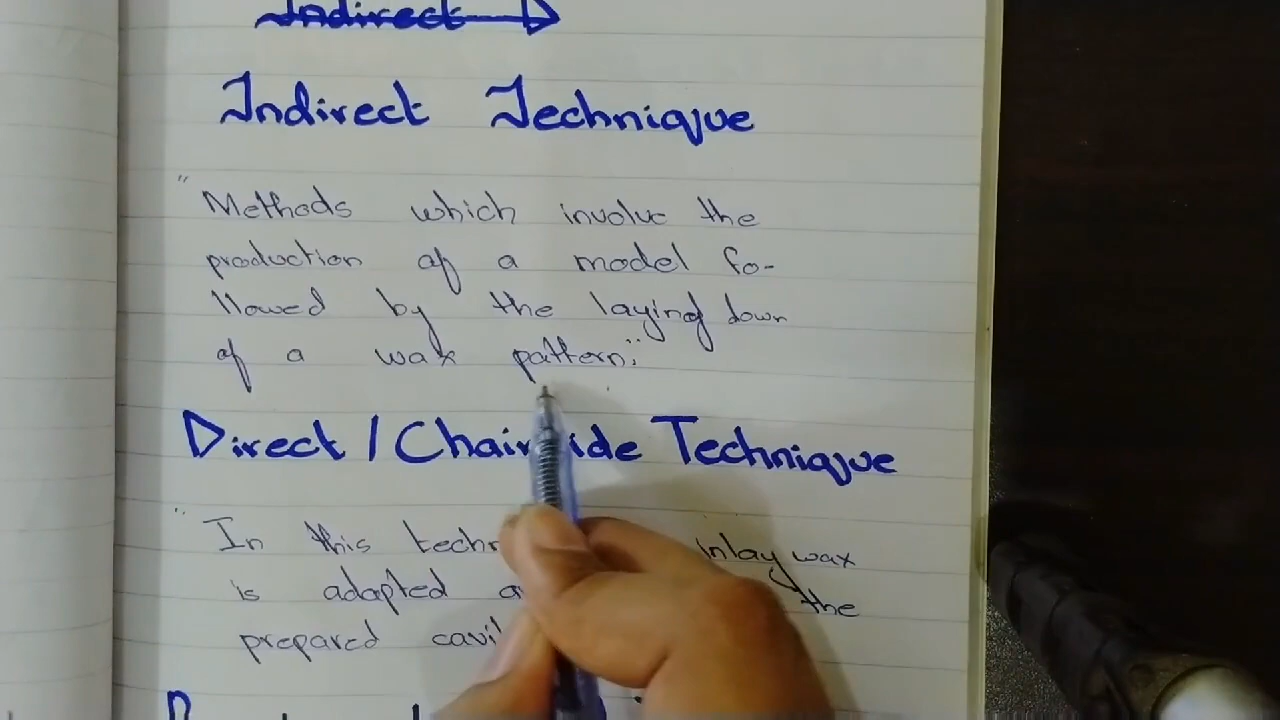 Indirect
Indirect Technique
"Methods which involve the
production of a model fo-
llowed by the laying down
of a wax pattern."
Direct / Chair ide Technique
"In this techn inlay wax
is adapted the
prepared cavi